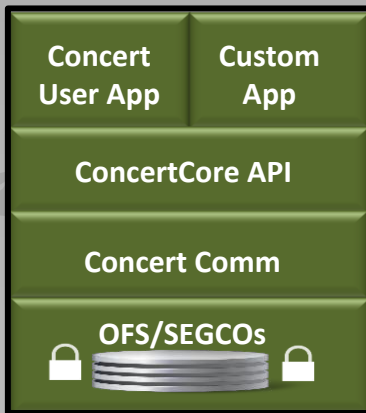 Concert
User App
Custom
App
ConcertCore API
Concert Comm
OFS/SEGCOs